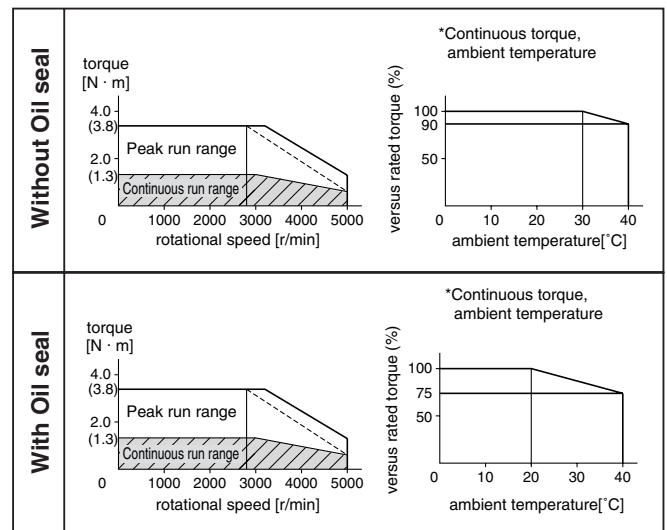 Without Oil seal
torque
[N · m]
4.0
(3.8)
2.0
(1.3)
Peak run range
Continuous run range
0 1000 2000 3000 4000 5000
rotational speed [r/min]
*Continuous torque,
ambient temperature
versus rated torque (%)
100
90
50
0 10 20 30 40
ambient temperature[˚C]
With Oil seal
torque
[N · m]
4.0
(3.8)
2.0
(1.3)
Peak run range
Continuous run range
0 1000 2000 3000 4000 5000
rotational speed [r/min]
*Continuous torque,
ambient temperature
versus rated torque (%)
100
75
50
0 10 20 30 40
ambient temperature[˚C]